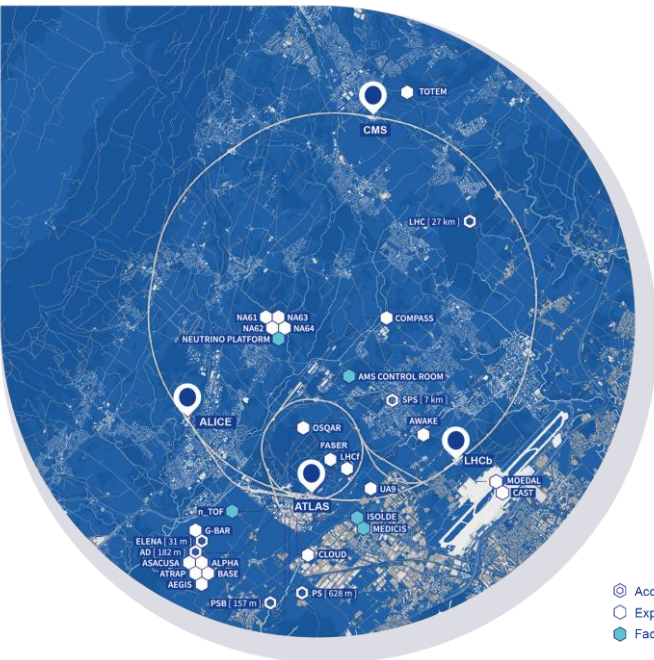 TOTEM
CMS
LHC [ 27 km ]
NA61 NA63
NA62 NA64
NEUTRINO PLATFORM
COMPASS
AMS CONTROL ROOM
SPS [ 7 km ]
ALICE
OSQAR
AWAKE
FASER
LHCf
LHCb
ATLAS
UA9
MOEDAL
CAST
n_TOF
ISOLDE
G-BAR
MEDICIS
ELENA [ 31 m ]
AD [ 182 m ]
CLOUD
ASACUSA ALPHA
ATRAP BASE
AEGIS
PS [ 628 m ]
PSB [ 157 m ]
Acc
Exp
Fac